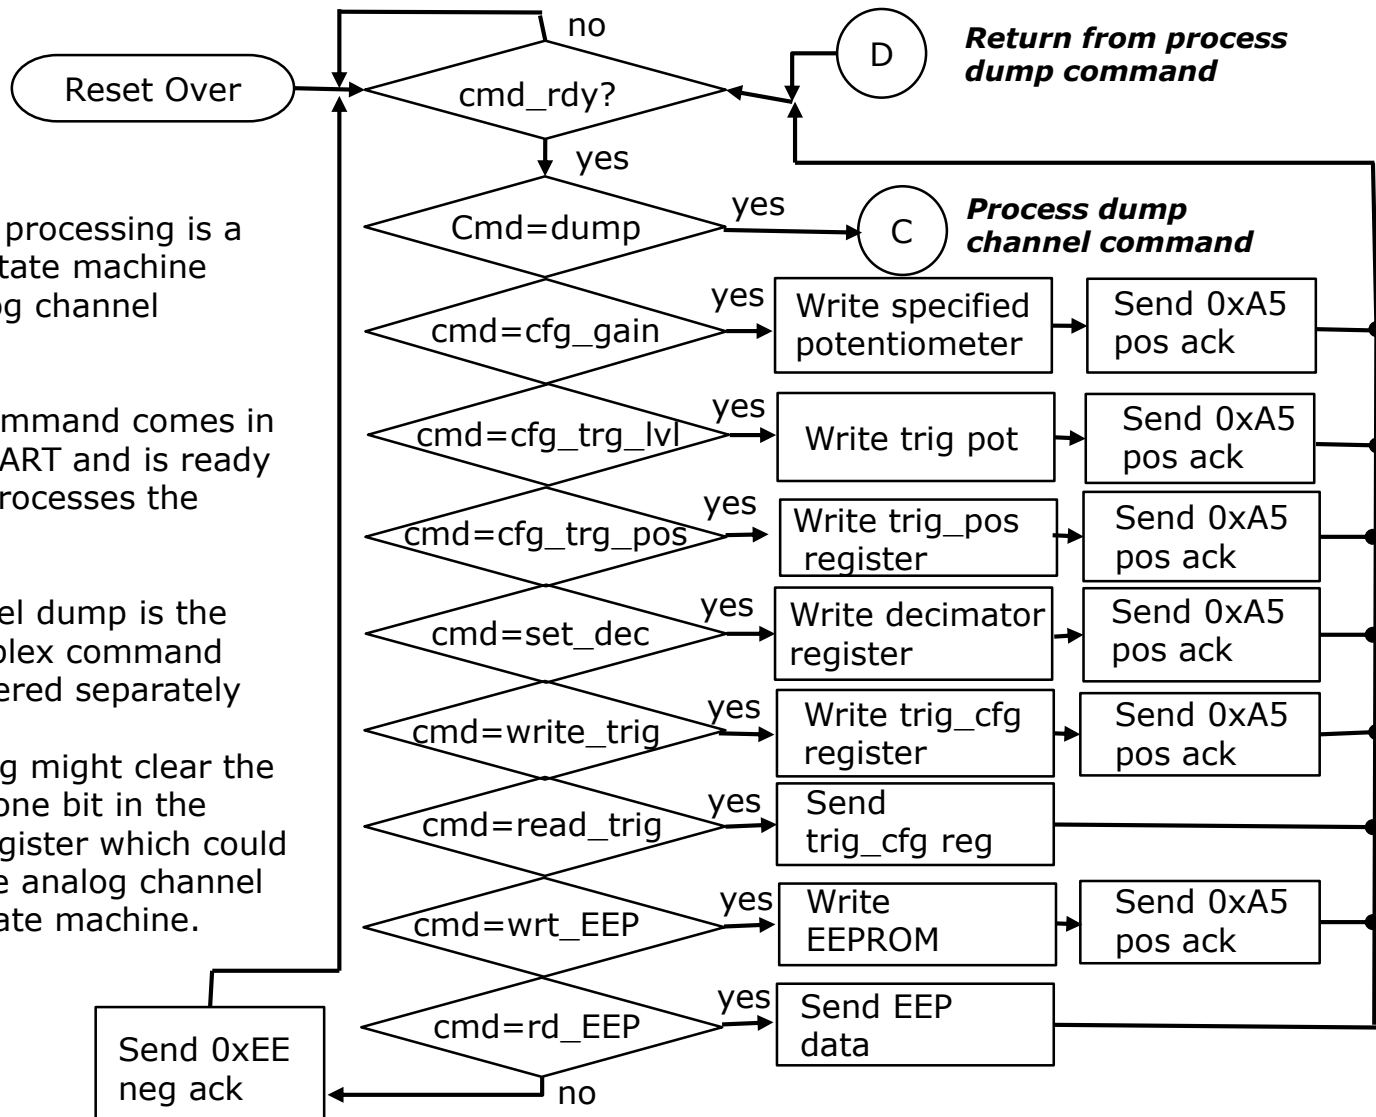 no
D
Return from process
dump command
Reset Over
cmd_rdy?
yes
Cmd=dump
yes
C
Process dump
channel command
processing is a
tate machine
og channel
cmd=cfg_gain
yes
Write specified
potentiometer
Send 0xA5
pos ack
ommand comes in
ART and is ready
rocesses the
cmd=cfg_trg_lvl
yes
Write trig pot
Send 0xA5
pos ack
cmd=cfg_trg_pos
yes
Write trig_pos
register
Send 0xA5
pos ack
el dump is the
plex command
ered separately
cmd=set_dec
yes
Write decimator
register
Send 0xA5
pos ack
cmd=write_trig
yes
Write trig_cfg
register
Send 0xA5
pos ack
g might clear the
one bit in the
gister which could
e analog channel
ate machine.
cmd=read_trig
yes
Send
trig_cfg reg
cmd=wrt_EEP
yes
Write
EEPROM
Send 0xA5
pos ack
cmd=rd_EEP
yes
Send EEP
data
Send 0xEE
neg ack
no